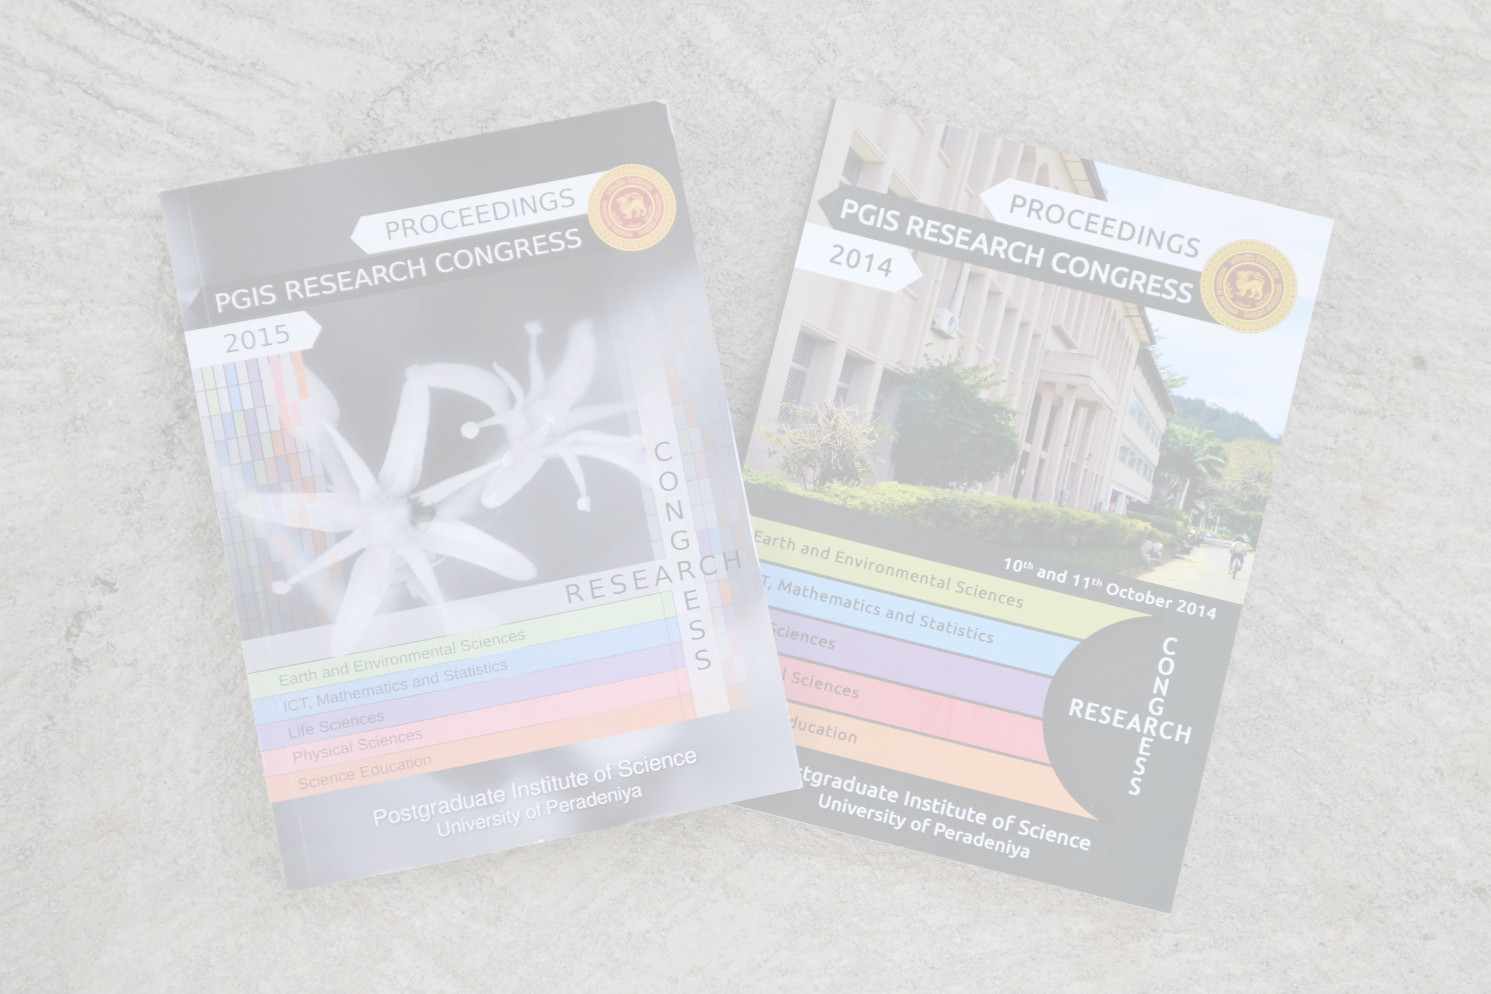 PROCEEDINGS
PGIS RESEARCH CONGRESS
2015
CONGRESS
RESEARCH
Earth and Environmental Sciences
ICT, Mathematics and Statistics
Life Sciences
Physical Sciences
Science Education
Postgraduate Institute of Science
University of Peradeniya
PROCEEDINGS
PGIS RESEARCH CONGRESS
2014
10th and 11th October 2014
Earth and Environmental Sciences
T, Mathematics and Statistics
Sciences
l Sciences
ducation
CONGRESS
RESEARCH
stgraduate Institute of Science
University of Peradeniya